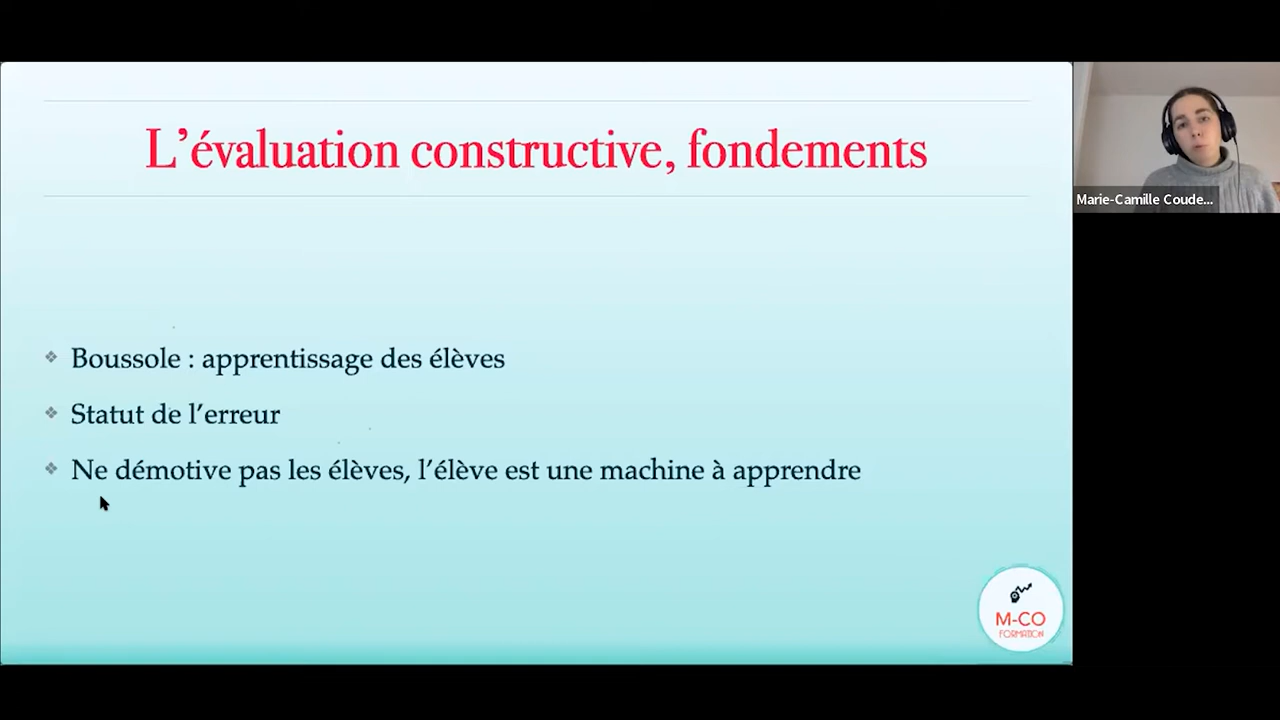 L’évaluation constructive, fondements
Marie-Camille Coude...
Boussole : apprentissage des élèves
Statut de l’erreur
Ne démotive pas les élèves, l’élève est une machine à apprendre
M-CO
FORMATION